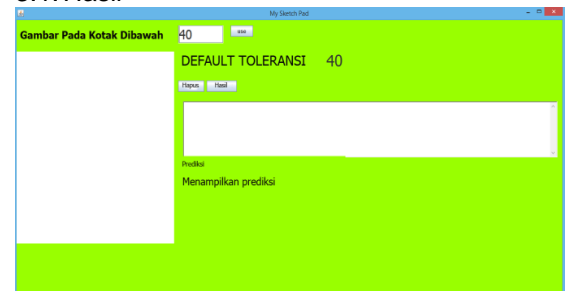 My Sketch Pad
Gambar Pada Kotak Dibawah
40
DEFAULT TOLERANSI 40
Hapus Hasil
Prediksi
Menampilkan prediksi